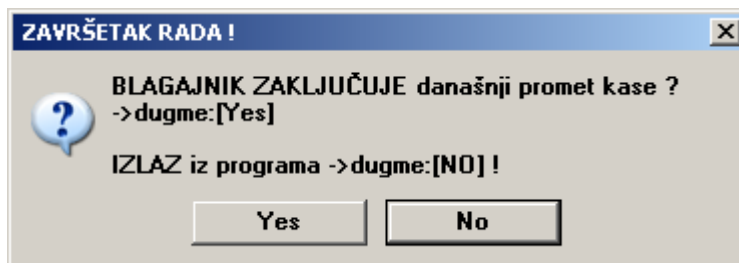 ZAVRŠETAK RADA !
BLAGAJNIK ZAKLJUČUJE današnji promet kase ?
->dugme:[Yes]
IZLAZ iz programa ->dugme:[NO] !
Yes No